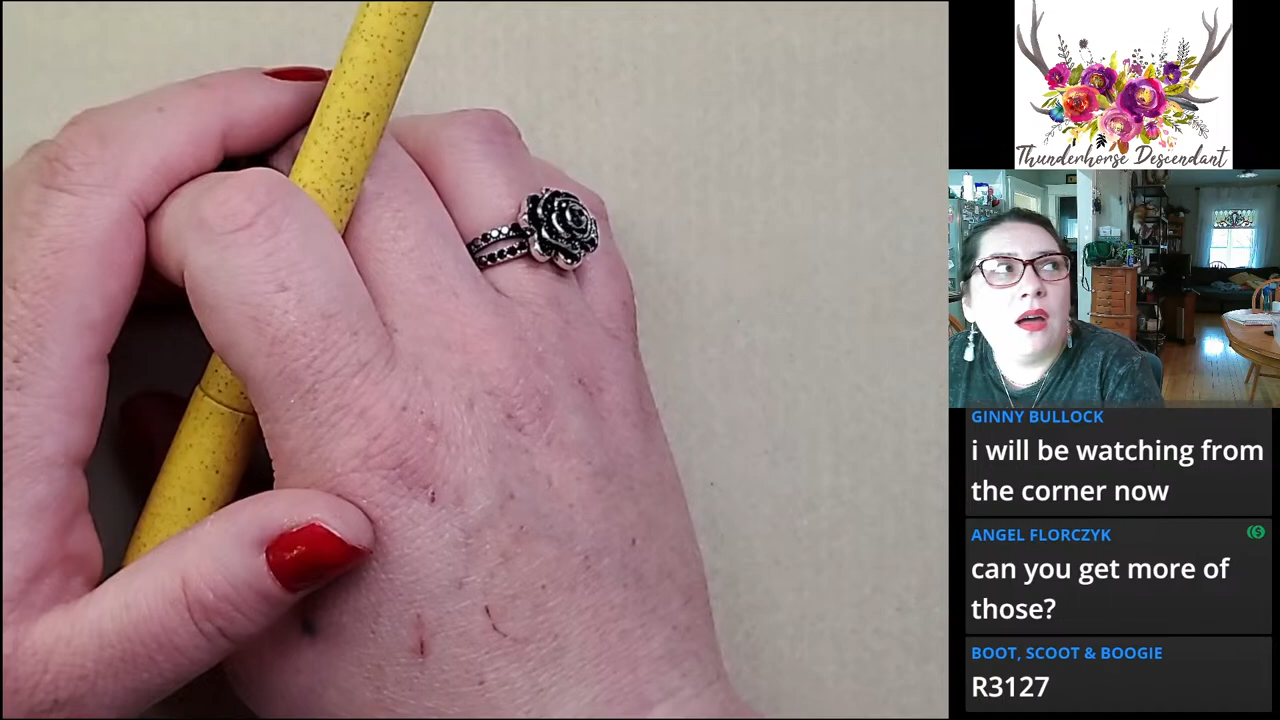 Thunderhorse Descendant
GINNY BULLOCK
i will be watching from
the corner now
ANGEL FLORCZYK
can you get more of
those?
BOOT, SCOOT & BOOGIE
R3127